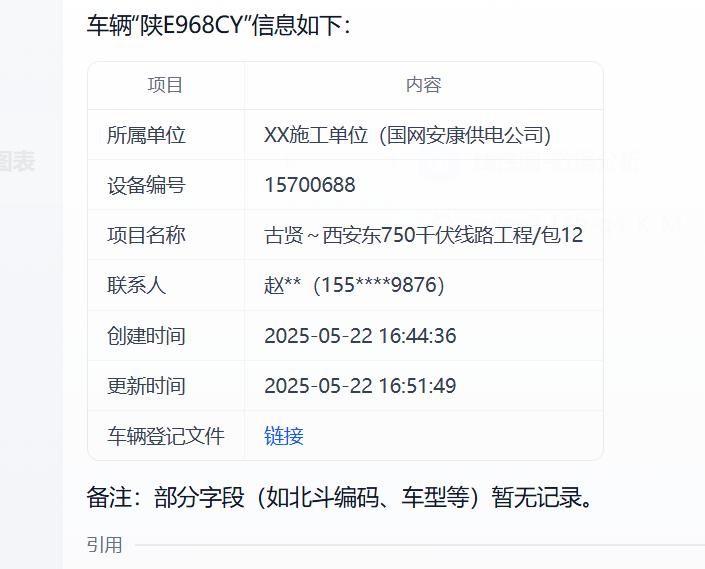 车辆“陕E968CY”信息如下：
项目 内容
所属单位 XX施工单位（国网安康供电公司）
图表
设备编号 15700688
项目名称 古贤～西安东750千伏线路工程/包12
联系人 赵**（155****9876）
创建时间 2025-05-22 16:44:36
更新时间 2025-05-22 16:51:49
车辆登记文件 链接
备注：部分字段（如北斗编码、车型等）暂无记录。
引用